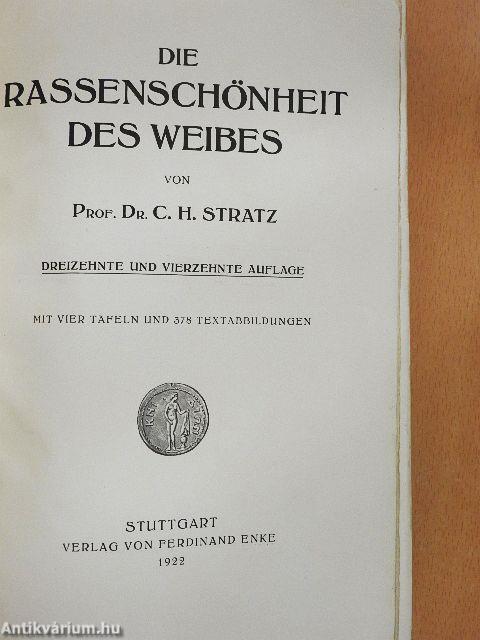 DIE
RASSENSCHÖNHEIT
DES WEIBES
VON
PROF. DR. C. H. STRATZ
DREIZEHNTE UND VIERZEHNTE AUFLAGE
MIT VIER TAFELN UND 378 TEXTABBILDUNGEN
STUTTGART
VERLAG VON FERDINAND ENKE
1922
Antikvárium.hu